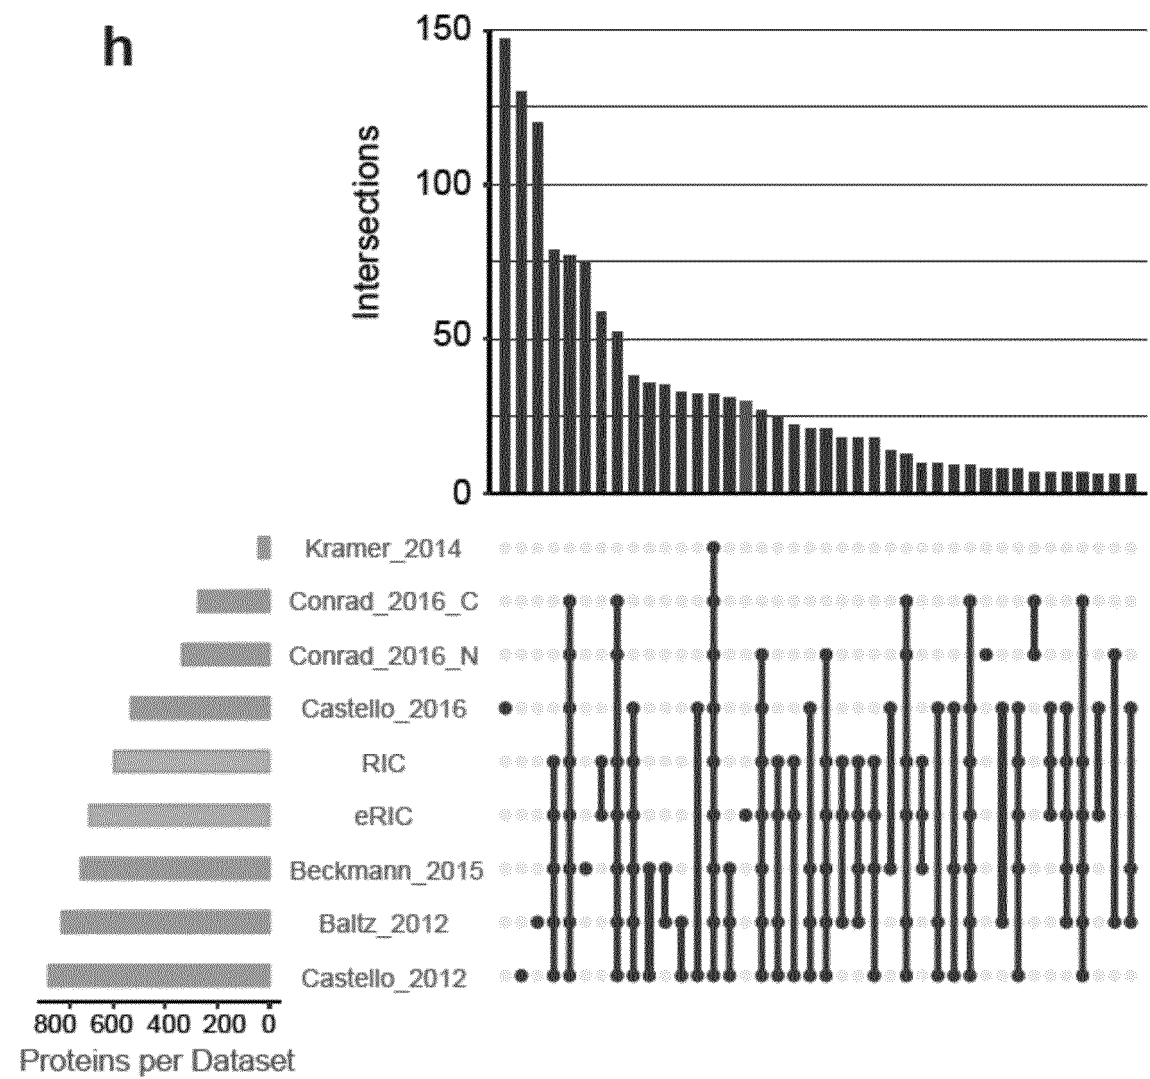 h
150
100
50
0
Intersections
Kramer_2014
Conrad_2016_C
Conrad_2016_N
Castello_2016
RIC
eRIC
Beckmann_2015
Baltz_2012
Castello_2012
800 600 400 200 0
Proteins per Dataset